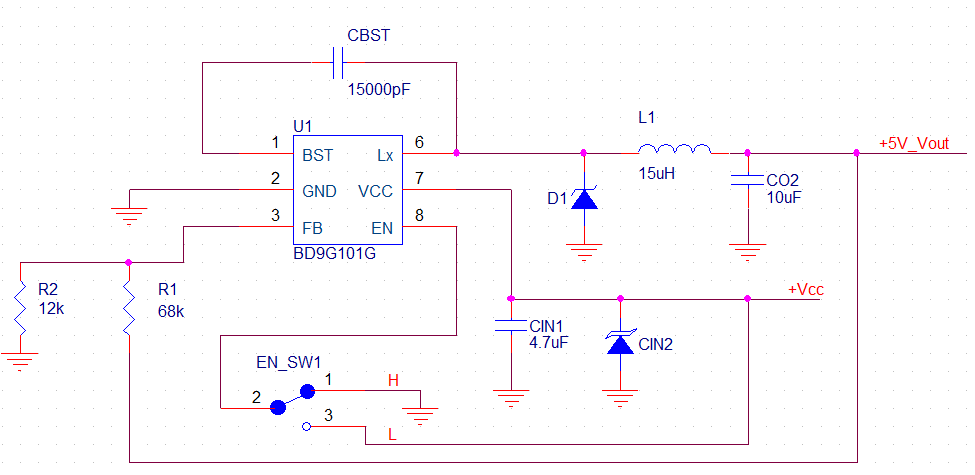 CBST
15000pF
U1
1
BST
Lx
6
2
GND
VCC
7
3
FB
EN
8
BD9G101G
L1
15uH
+5V_Vout
D1
CO2
10uF
R2
12k
R1
68k
+Vcc
CIN1
4.7uF
CIN2
EN_SW1
1
H
2
3
L